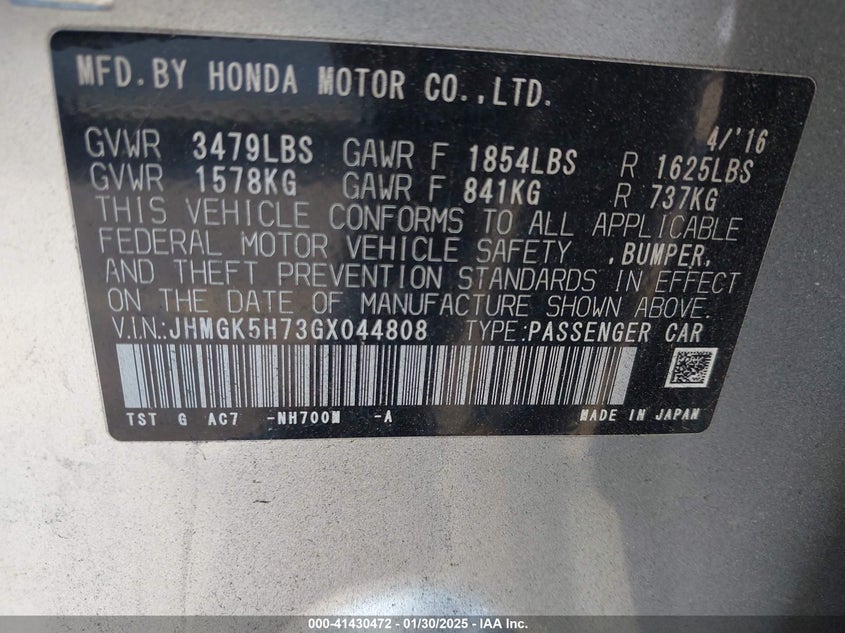 MFD.BY HONDA MOTOR CO.,LTD.
4/'16
GVWR 3479LBS GAWR F 1854LBS R 1625LBS
GVWR 1578KG GAWR F 841KG R 737KG
THIS VEHICLE CONFORMS TO ALL APPLICABLE
FEDERAL MOTOR VEHICLE SAFETY ,BUMPER,
AND THEFT PREVENTION STANDARDS IN EFFECT
ON THE DATE OF MANUFACTURE SHOWN ABOVE.
V.IN.:JHMGK5H73GX044808 TYPE:PASSENGER CAR
TST G AC7 -NH700M -A MADE IN JAPAN
000-41430472 — 01/30/2025 — IAA Inc.